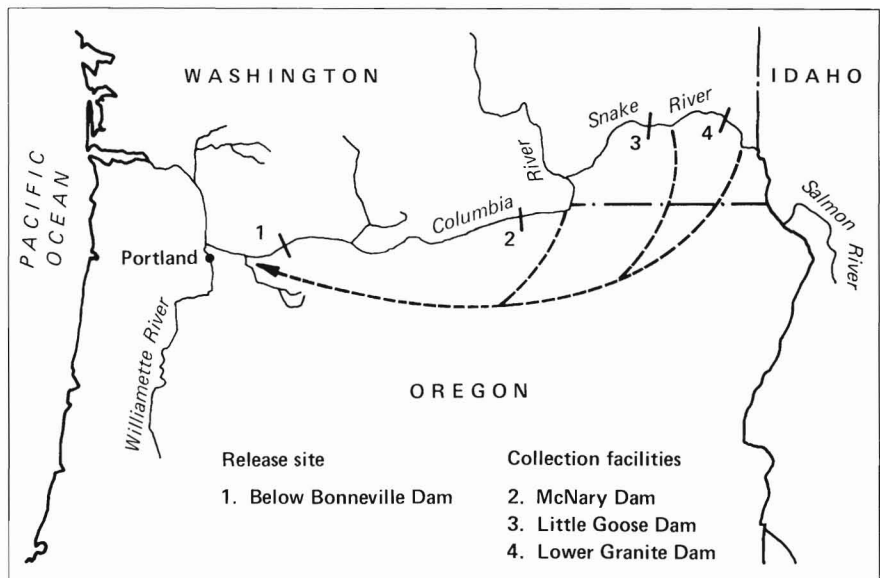 WASHINGTON
IDAHO
PACIFIC
OCEAN
Snake River
3
4
River
Columbia
Salmon
River
1
2
Portland
Williamette River
OREGON
Release site
1. Below Bonneville Dam
Collection facilities
2. McNary Dam
3. Little Goose Dam
4. Lower Granite Dam